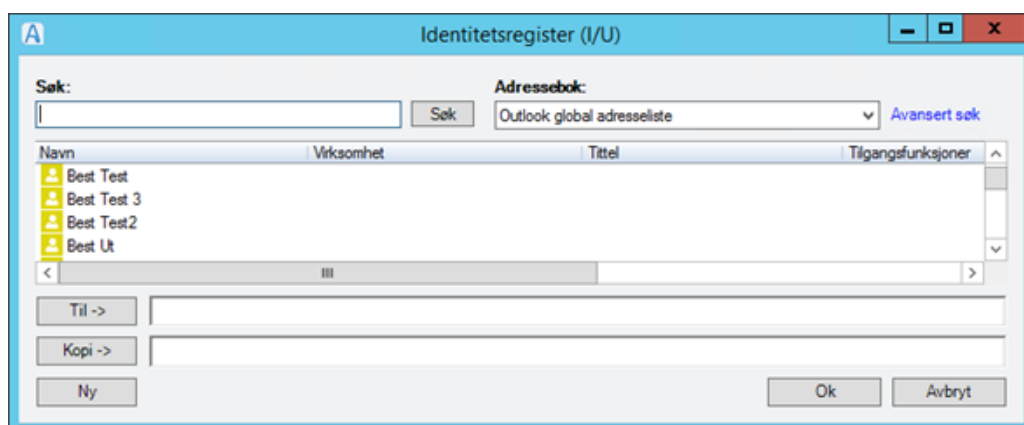 A Identitetsregister (I/U)
Søk: Adressebok:
Søk Outlook global adresseliste Avansert søk
Navn Virksomhet Tittel Tilgangsfunksjoner
Best Test
Best Test 3
Best Test2
Best Ut
Til ->
Kopi ->
Ny Ok Avbryt